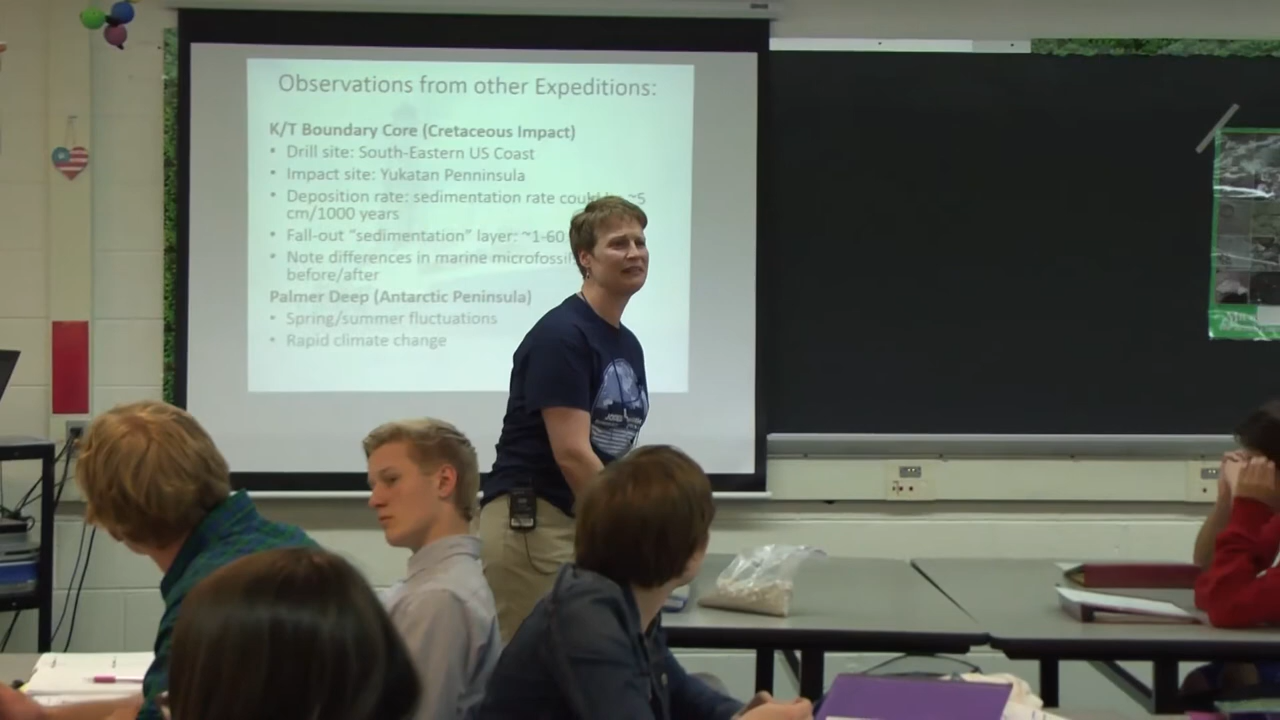 Observations from other Expeditions:
K/T Boundary Core (Cretaceous Impact)
• Drill site: South-Eastern US Coast
• Impact site: Yukatan Penninsula
• Deposition rate: sedimentation rate could ~5
cm/1000 years
• Fall-out "sedimentation" layer: ~1-60
• Note differences in marine microfossil
before/after
Palmer Deep (Antarctic Peninsula)
• Spring/summer fluctuations
• Rapid climate change